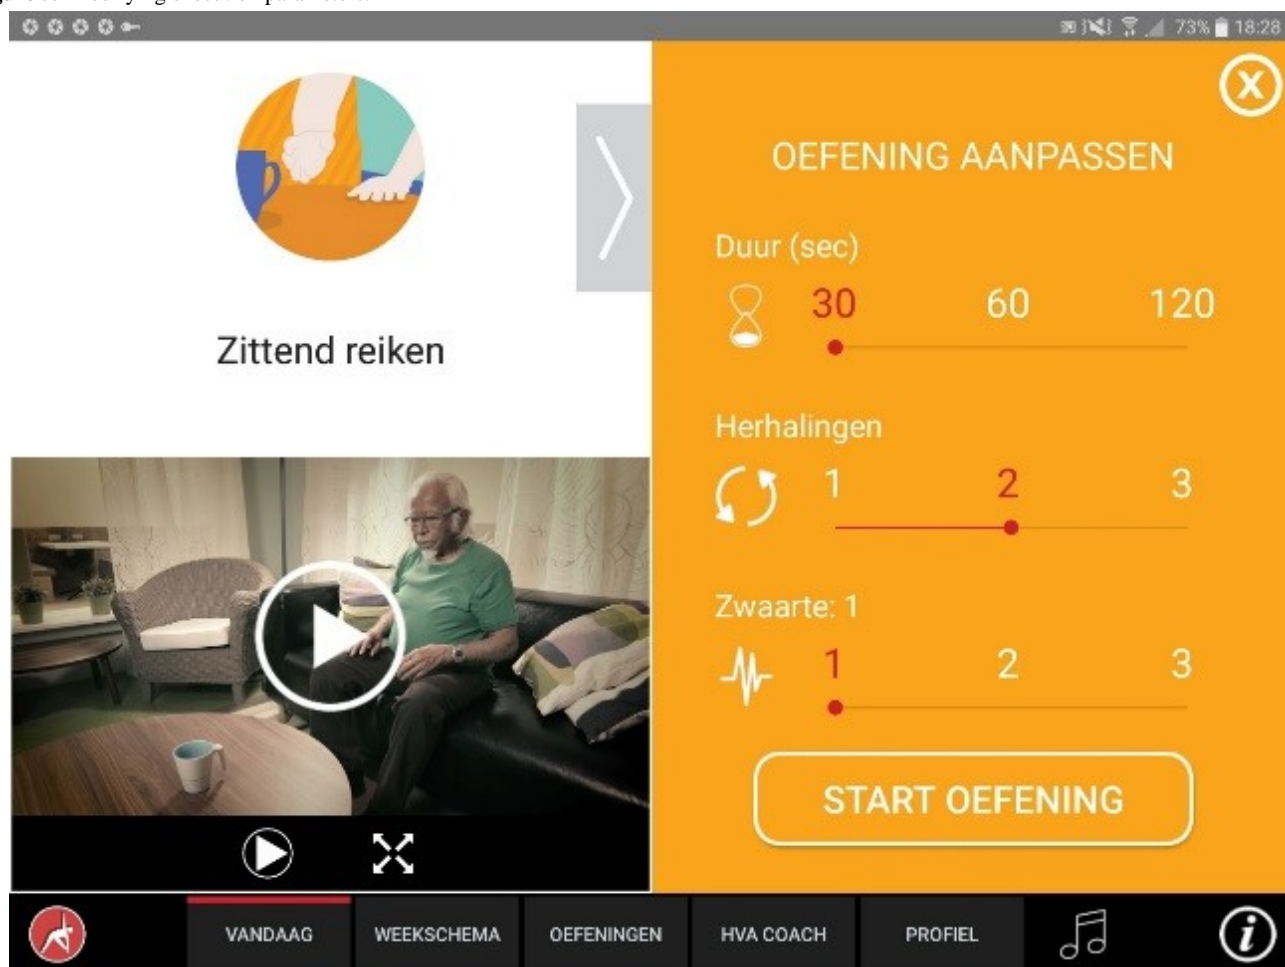 73% 18:28
X
OEFENING AANPASSEN
Zittend reiken
Duur (sec)
30 60 120
Herhalingen
1 2 3
Zwaarte: 1
1 2 3
START OEFENING
VANDAAG WEEKSCHEMA OEFENINGEN HVA COACH PROFIEL i